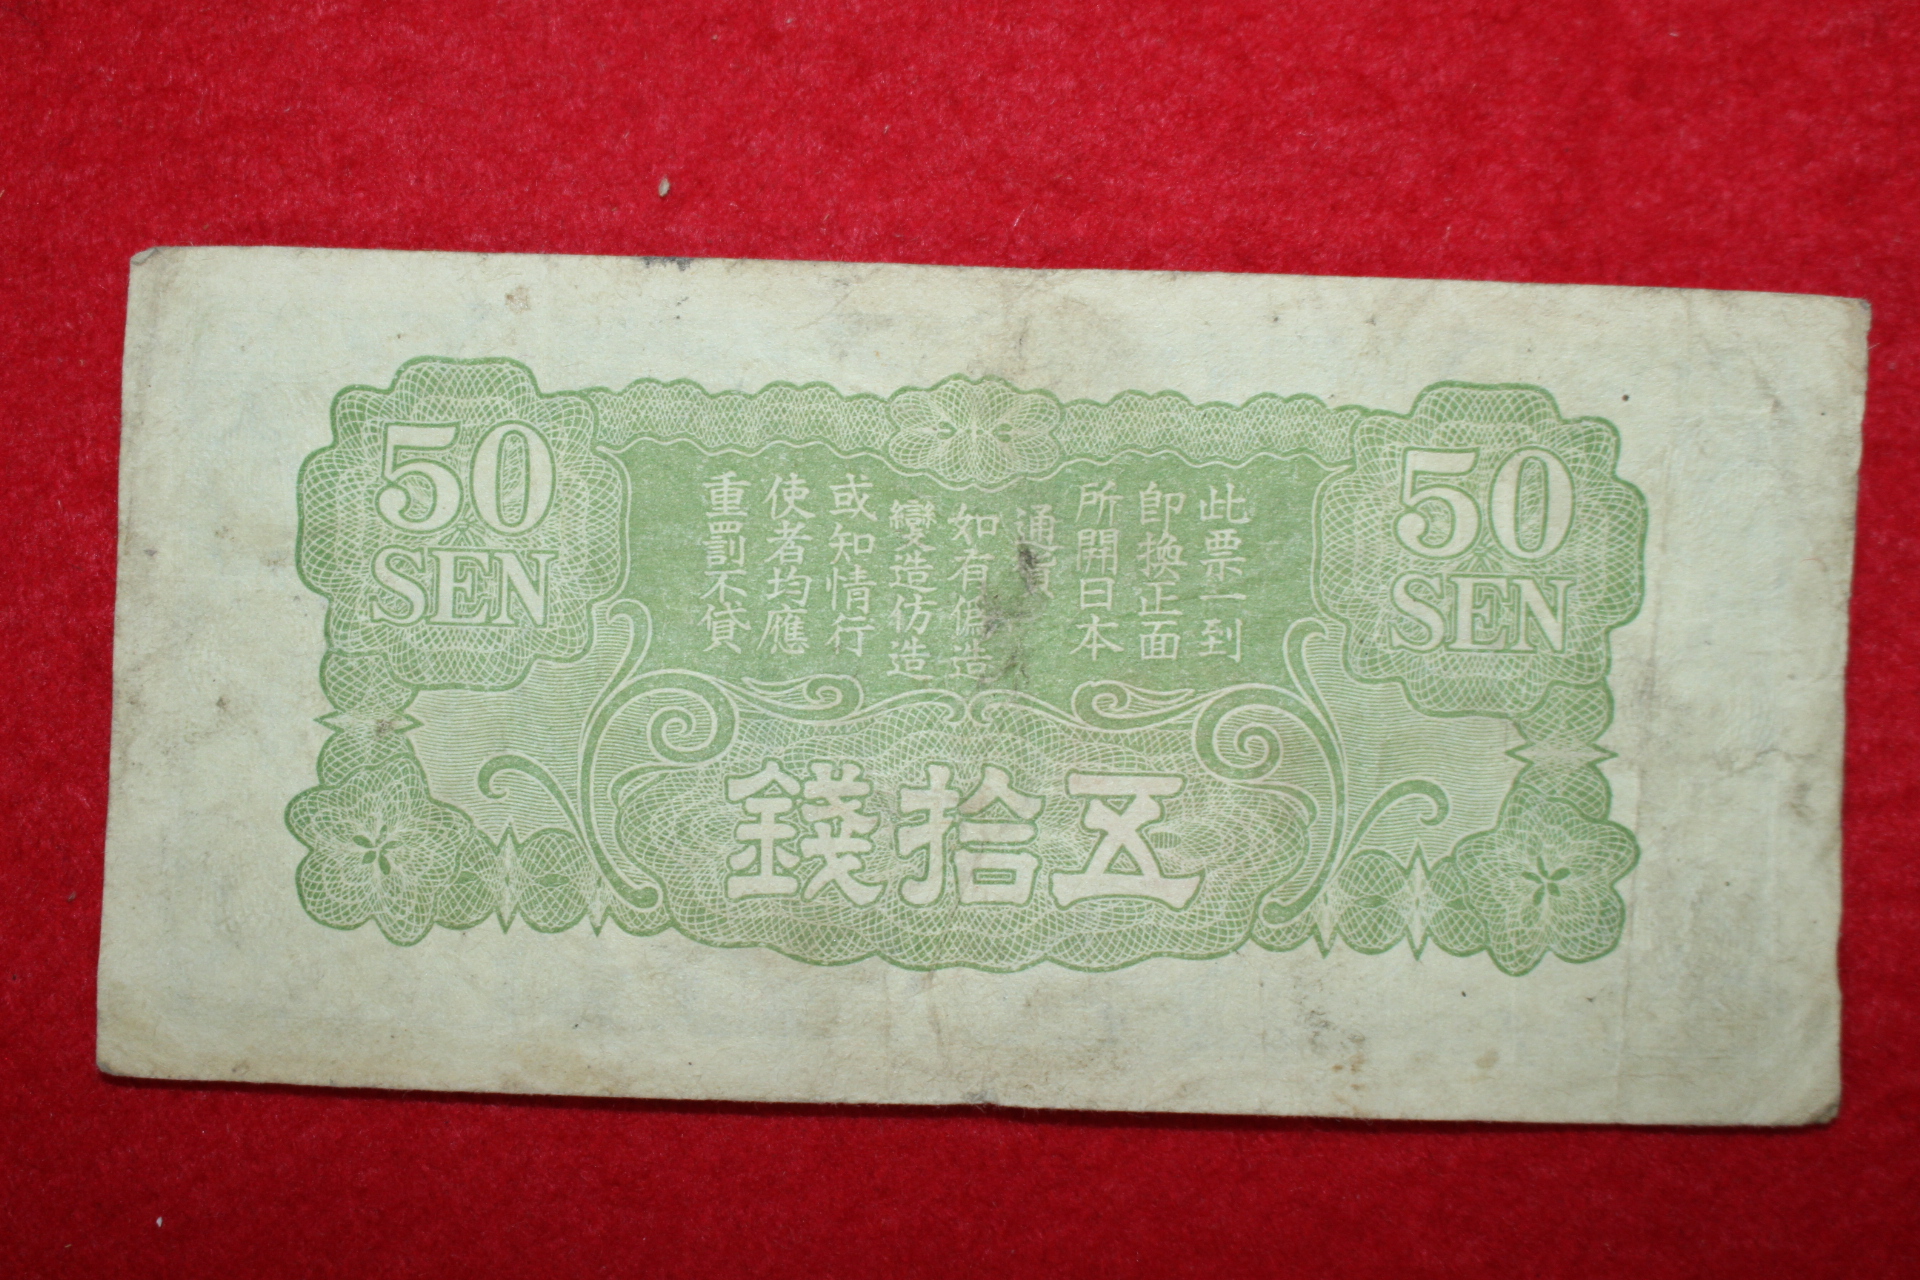 50
SEN
50
SEN
此票一到
即換正面
所開日本
通貨
如有偽造
變造仿造
或知情行
使者均應
重罰不貸
五拾錢